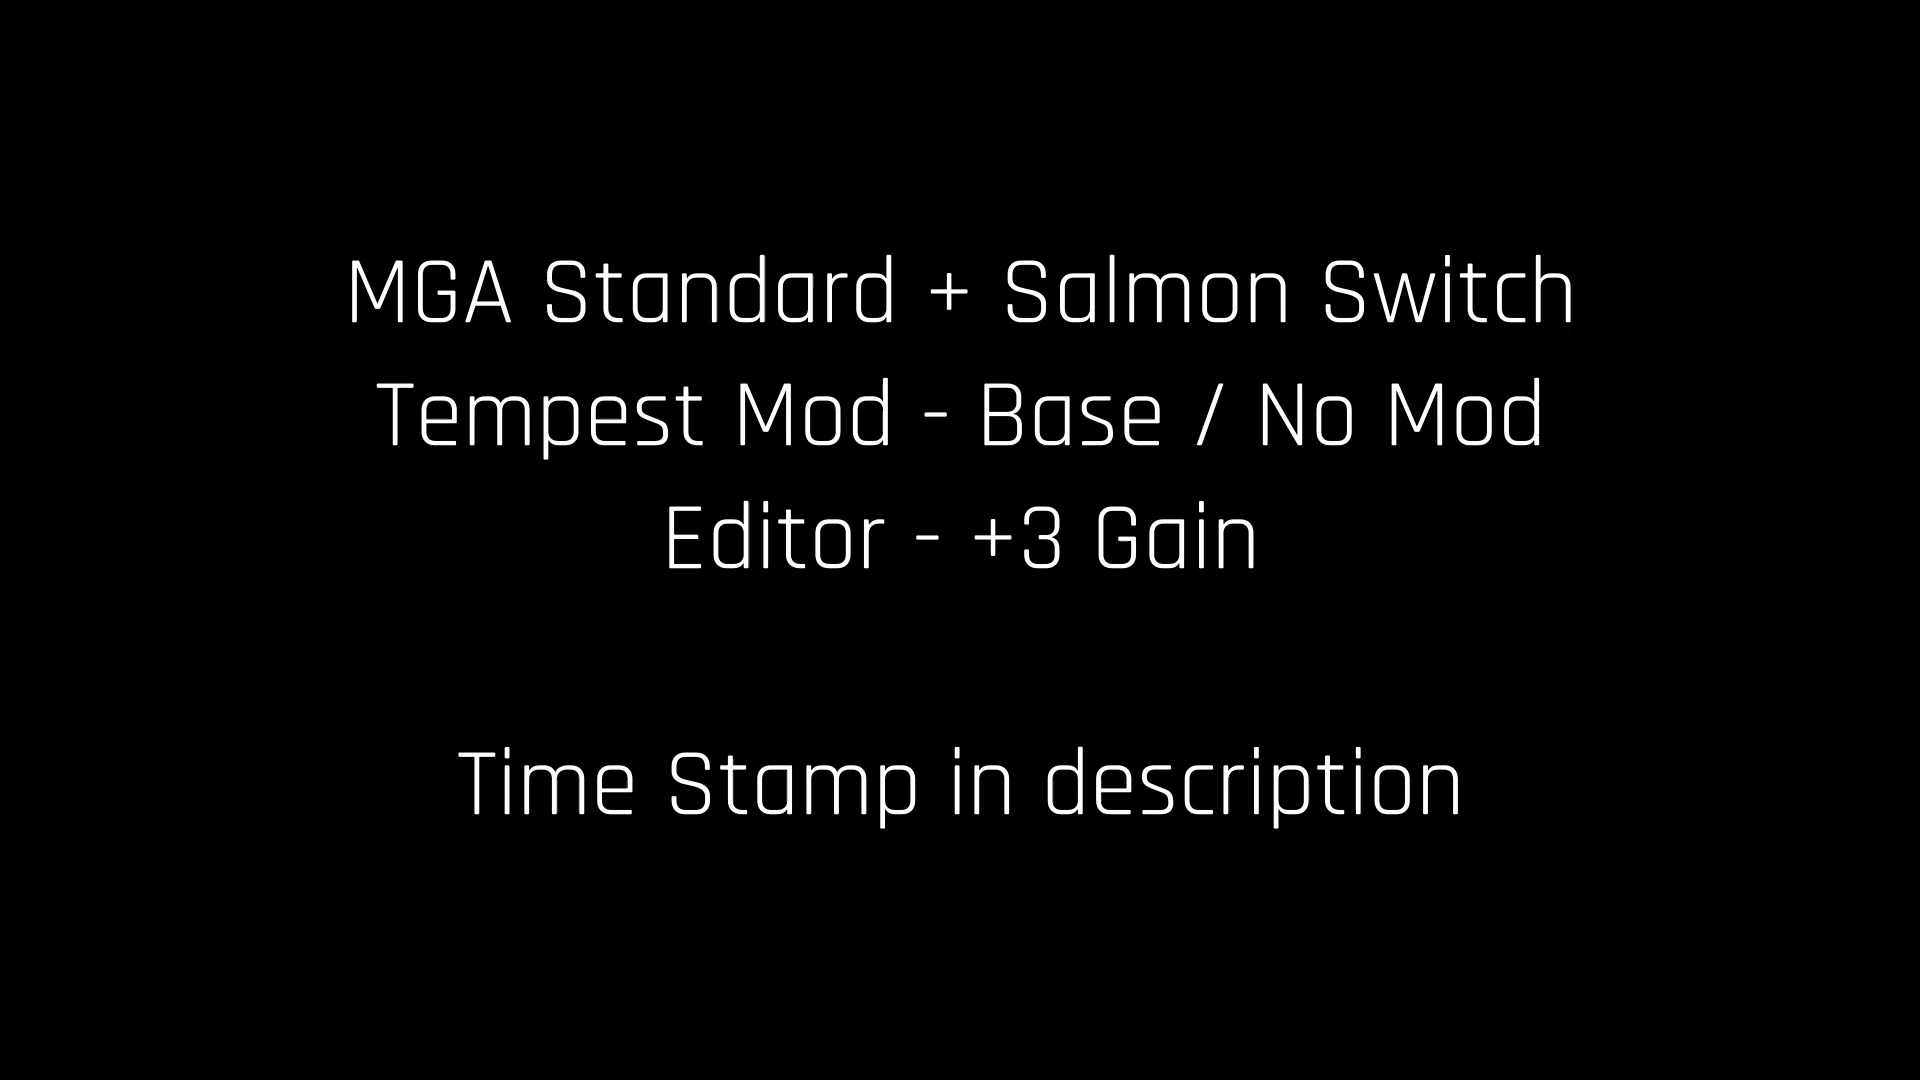 MGA Standard + Salmon Switch
Tempest Mod - Base / No Mod
Editor - +3 Gain
Time Stamp in description